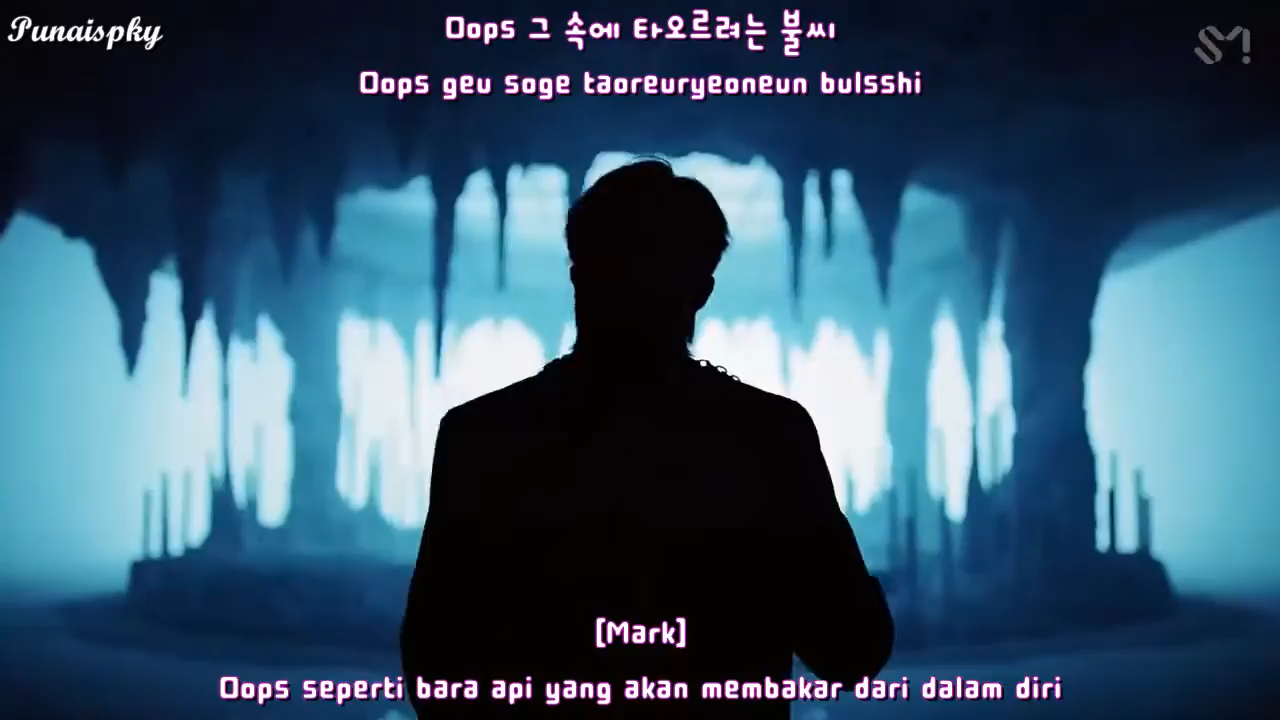 Punaispky
Oops 그 속에 타오르려는 불씨
SM
Oops geu soge taoreuryeoneun bulsshi
[Mark]
Oops seperti bara api yang akan membakar dari dalam diri